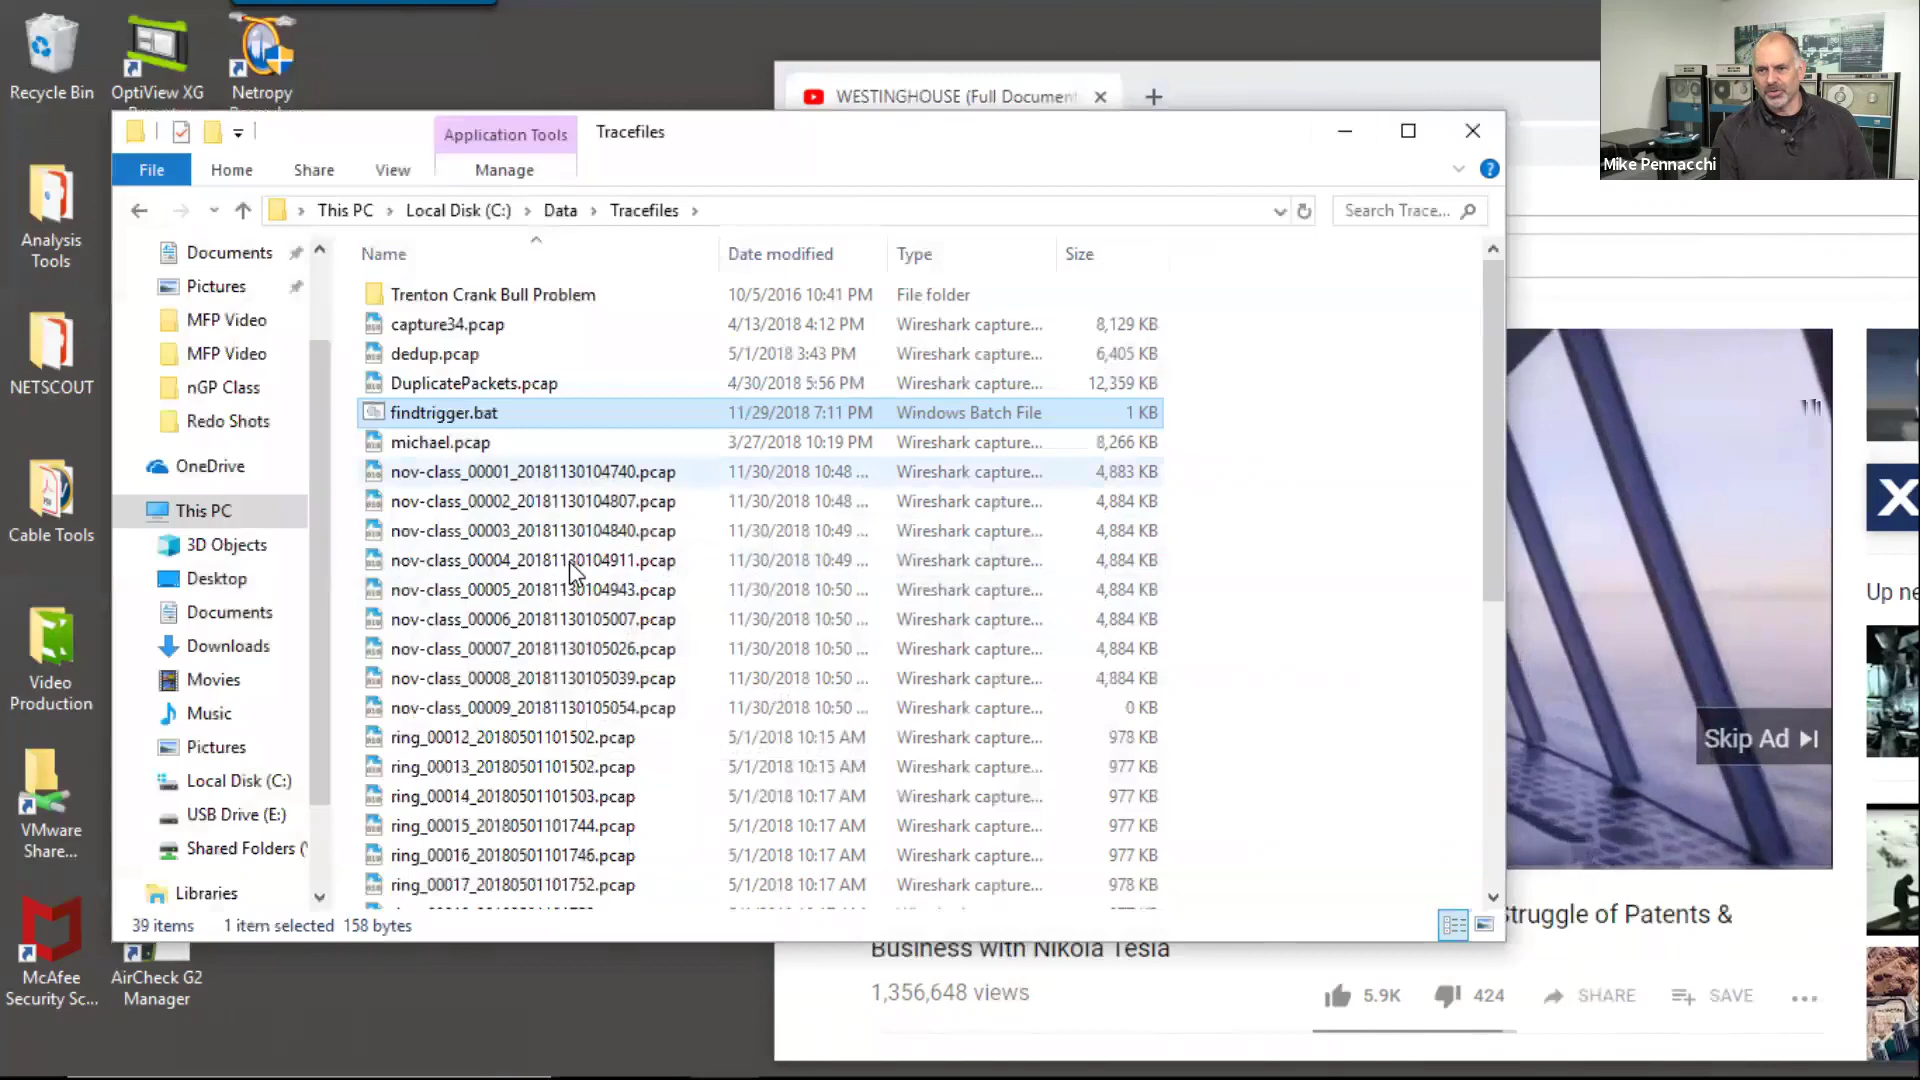 Recycle Bin
OptiView XG
Netropy
Analysis
Tools
NETSCOUT
Cable Tools
Video
Production
VMware
Share...
McAfee
Security Sc...
AirCheck G2
Manager
WESTINGHOUSE (Full Document
Mike Pennacchi
Application Tools
Tracefiles
File
Home
Share
View
Manage
This PC
Local Disk (C:)
Data
Tracefiles
Search Trace...
Documents
Pictures
MFP Video
MFP Video
nGP Class
Redo Shots
OneDrive
This PC
3D Objects
Desktop
Documents
Downloads
Movies
Music
Pictures
Local Disk (C:)
USB Drive (E:)
Shared Folders (
Libraries
Name Date modified Type Size
Trenton Crank Bull Problem 10/5/2016 10:41 PM File folder
capture34.pcap 4/13/2018 4:12 PM Wireshark capture... 8,129 KB
dedup.pcap 5/1/2018 3:43 PM Wireshark capture... 6,405 KB
DuplicatePackets.pcap 4/30/2018 5:56 PM Wireshark capture... 12,359 KB
findtrigger.bat 11/29/2018 7:11 PM Windows Batch File 1 KB
michael.pcap 3/27/2018 10:19 PM Wireshark capture... 8,266 KB
nov-class_00001_20181130104740.pcap 11/30/2018 10:48 ... Wireshark capture... 4,883 KB
nov-class_00002_20181130104807.pcap 11/30/2018 10:48 ... Wireshark capture... 4,884 KB
nov-class_00003_20181130104840.pcap 11/30/2018 10:49 ... Wireshark capture... 4,884 KB
nov-class_00004_20181130104911.pcap 11/30/2018 10:49 ... Wireshark capture... 4,884 KB
nov-class_00005_20181130104943.pcap 11/30/2018 10:50 ... Wireshark capture... 4,884 KB
nov-class_00006_20181130105007.pcap 11/30/2018 10:50 ... Wireshark capture... 4,884 KB
nov-class_00007_20181130105026.pcap 11/30/2018 10:50 ... Wireshark capture... 4,884 KB
nov-class_00008_20181130105039.pcap 11/30/2018 10:50 ... Wireshark capture... 4,884 KB
nov-class_00009_20181130105054.pcap 11/30/2018 10:50 ... Wireshark capture... 0 KB
ring_00012_20180501101502.pcap 5/1/2018 10:15 AM Wireshark capture... 978 KB
ring_00013_20180501101502.pcap 5/1/2018 10:15 AM Wireshark capture... 977 KB
ring_00014_20180501101503.pcap 5/1/2018 10:17 AM Wireshark capture... 977 KB
ring_00015_20180501101744.pcap 5/1/2018 10:17 AM Wireshark capture... 977 KB
ring_00016_20180501101746.pcap 5/1/2018 10:17 AM Wireshark capture... 977 KB
ring_00017_20180501101752.pcap 5/1/2018 10:17 AM Wireshark capture... 978 KB
39 items 1 item selected 158 bytes
Skip Ad
Up ne
X
Struggle of Patents &
Business with Nikola Tesla
1,356,648 views
5.9K
424
SHARE
SAVE